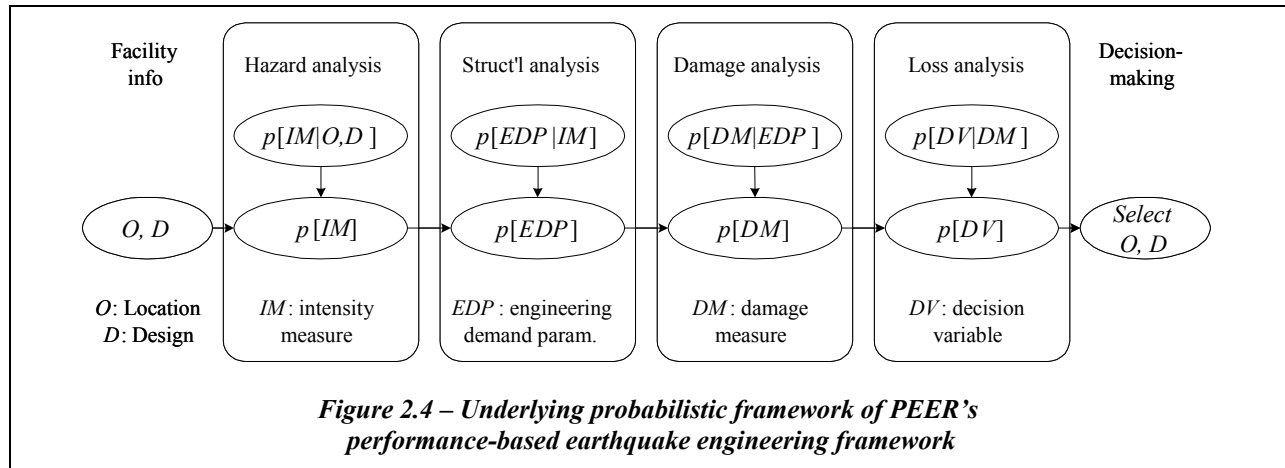 Facility
info
Hazard analysis
Struct'l analysis
Damage analysis
Loss analysis
Decision-
making
p[IM|O,D ]
p[EDP |IM]
p[DM|EDP ]
p[DV|DM ]
O, D
p[IM]
p[EDP]
p[DM]
p[DV]
Select
O, D
O: Location
D: Design
IM : intensity
measure
EDP : engineering
demand param.
DM : damage
measure
DV : decision
variable
Figure 2.4 – Underlying probabilistic framework of PEER’s
performance-based earthquake engineering framework